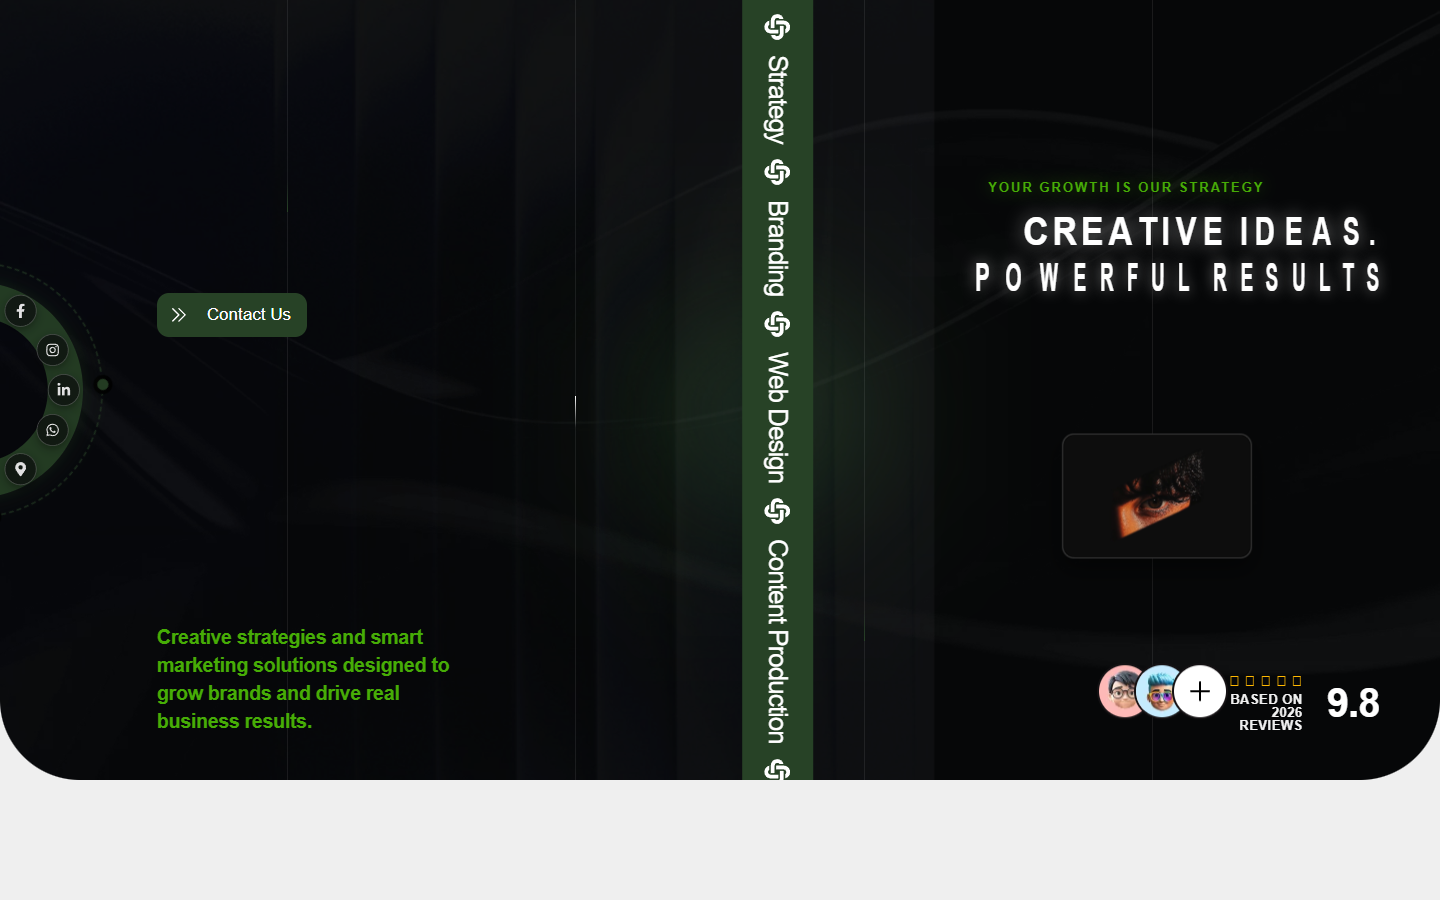 YOUR GROWTH IS OUR STRATEGY
CREATIVE IDEAS.
POWERFUL RESULTS
Contact Us
Strategy
Branding
Web Design
Content Production
Creative strategies and smart
marketing solutions designed to
grow brands and drive real
business results.
BASED ON
2026
REVIEWS
9.8